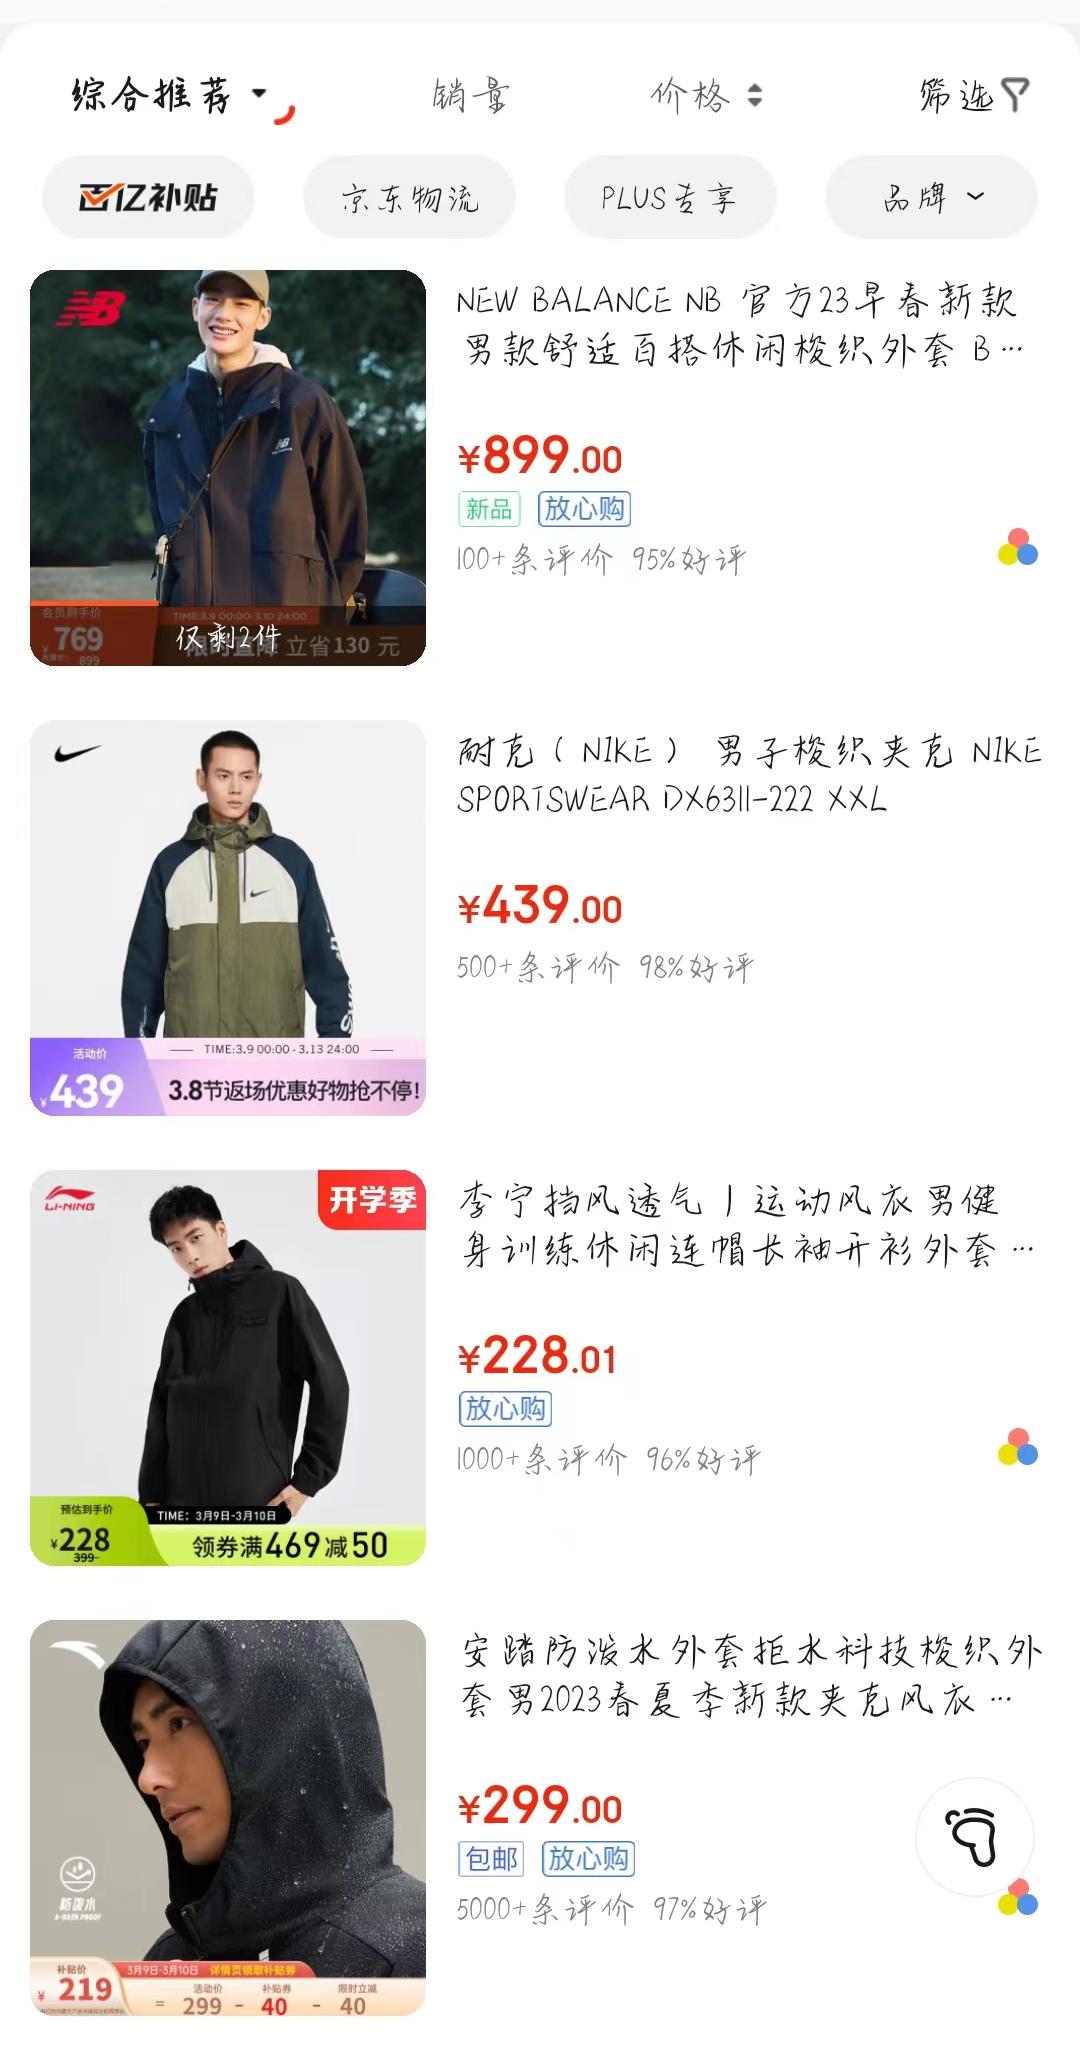 综合推荐
销量
价格
筛选
百亿补贴
京东物流
PLUS专享
品牌
NB
NEW BALANCE NB 官方23早春新款
男款舒适百搭休闲梭织外套 B…
¥899.00
新品 放心购
100+条评价 95%好评
会员到手价
¥769
899
TIME:3.9 00:00-3.10 24:00
限时直降 立省130 元
仅剩2件
耐克（NIKE） 男子梭织夹克 NIKE
SPORTSWEAR DX6311-222 XXL
¥439.00
500+条评价 98%好评
活动价
¥439
TIME:3.9 00:00 - 3.13 24:00
3.8节返场优惠好物抢不停!
LI-NING
开学季
李宁挡风透气丨运动风衣男健
身训练休闲连帽长袖开衫外套…
¥228.01
放心购
1000+条评价 96%好评
预估到手价
¥228
399
TIME：3月9日-3月10日
领券满469减50
安踏防泼水外套拒水科技梭织外
套男2023春夏季新款夹克风衣…
¥299.00
包邮 放心购
5000+条评价 97%好评
防泼水
A-RAIN PROOF
补贴价
¥219
3月9日-3月10日 详情页领取补贴券
活动价 补贴券 限时立减
= 299 - 40 - 40